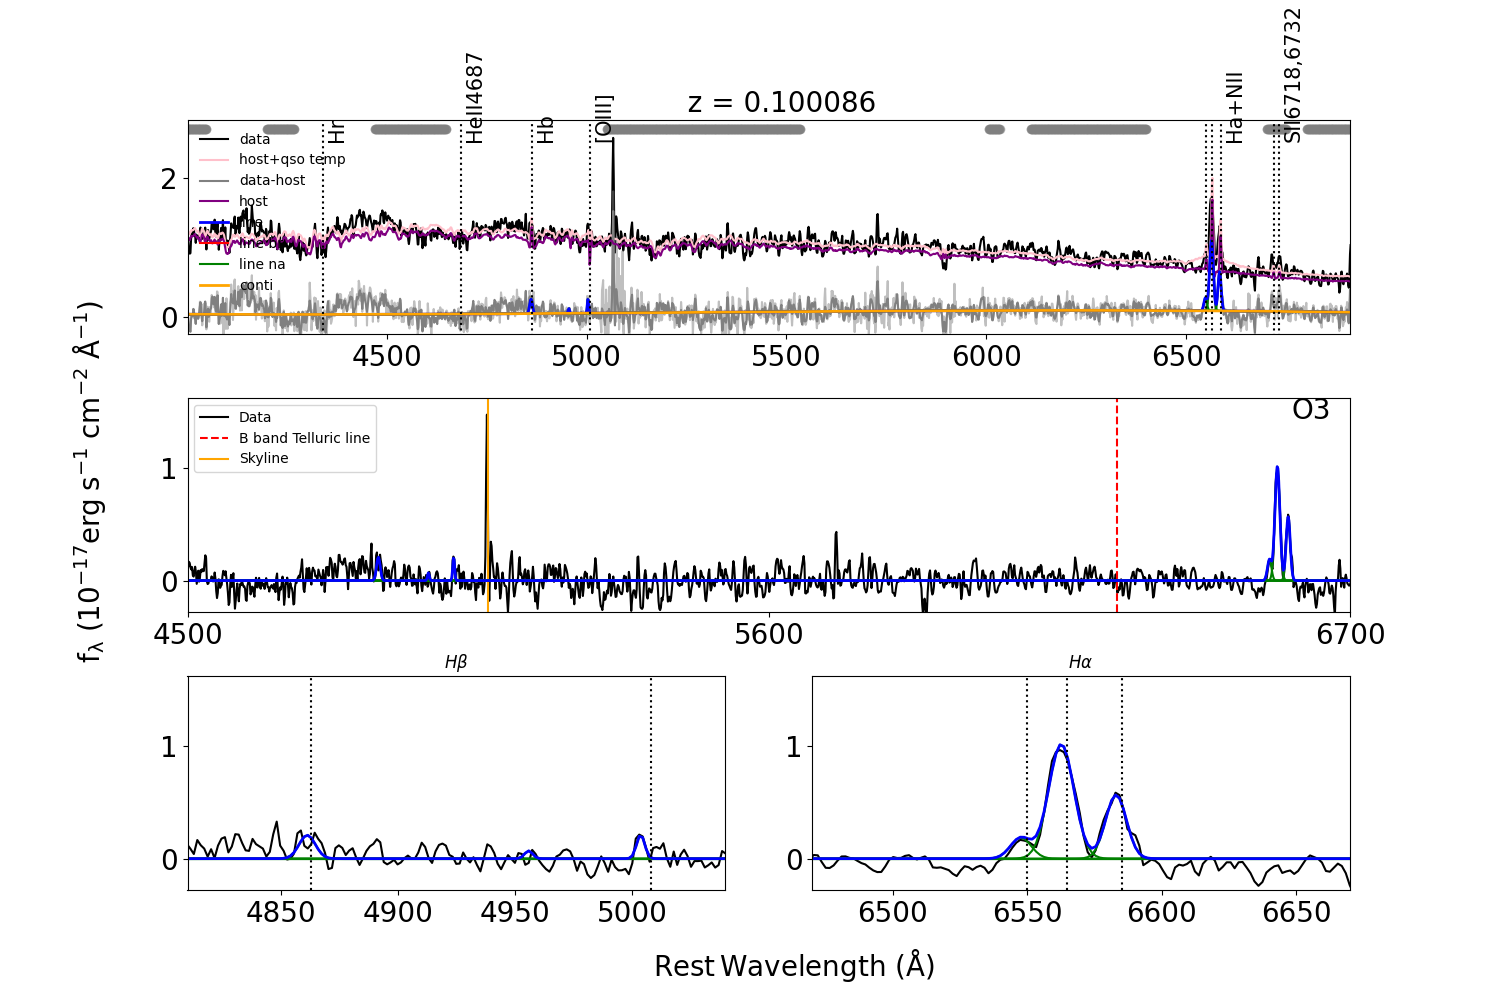 z = 0.100086
Hr
HeII4687
Hb
[OIII]
Ha+NII
SII6718,6732
data
host+qso temp
data-host
host
line
line na
conti
2
0
4500 5000 5500 6000 6500
f_λ (10^−17 erg s^−1 cm^−2 Å^−1)
O3
Data
B band Telluric line
Skyline
1
0
4500 5600 6700
Hβ
1
0
4850 4900 4950 5000
Hα
1
0
6500 6550 6600 6650
Rest Wavelength (Å)